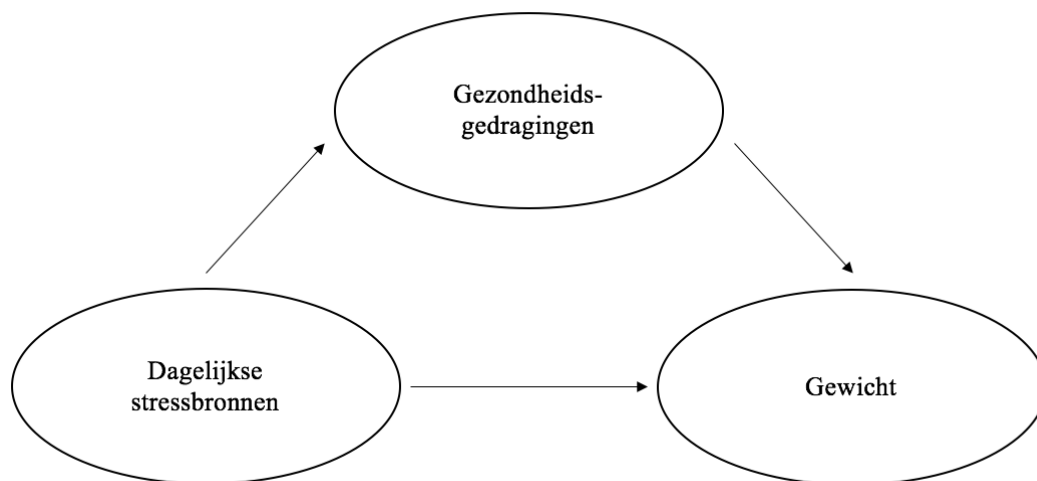 Gezondheids-
gedragingen
Dagelijkse
stressbronnen
Gewicht